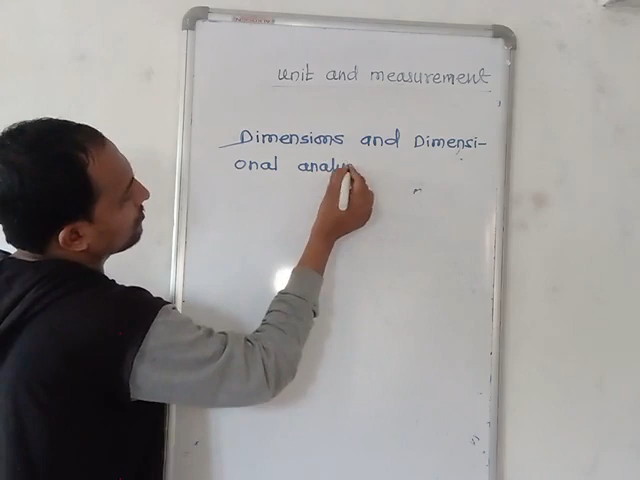 unit and measurement
Dimensions and Dimensi-
onal analy